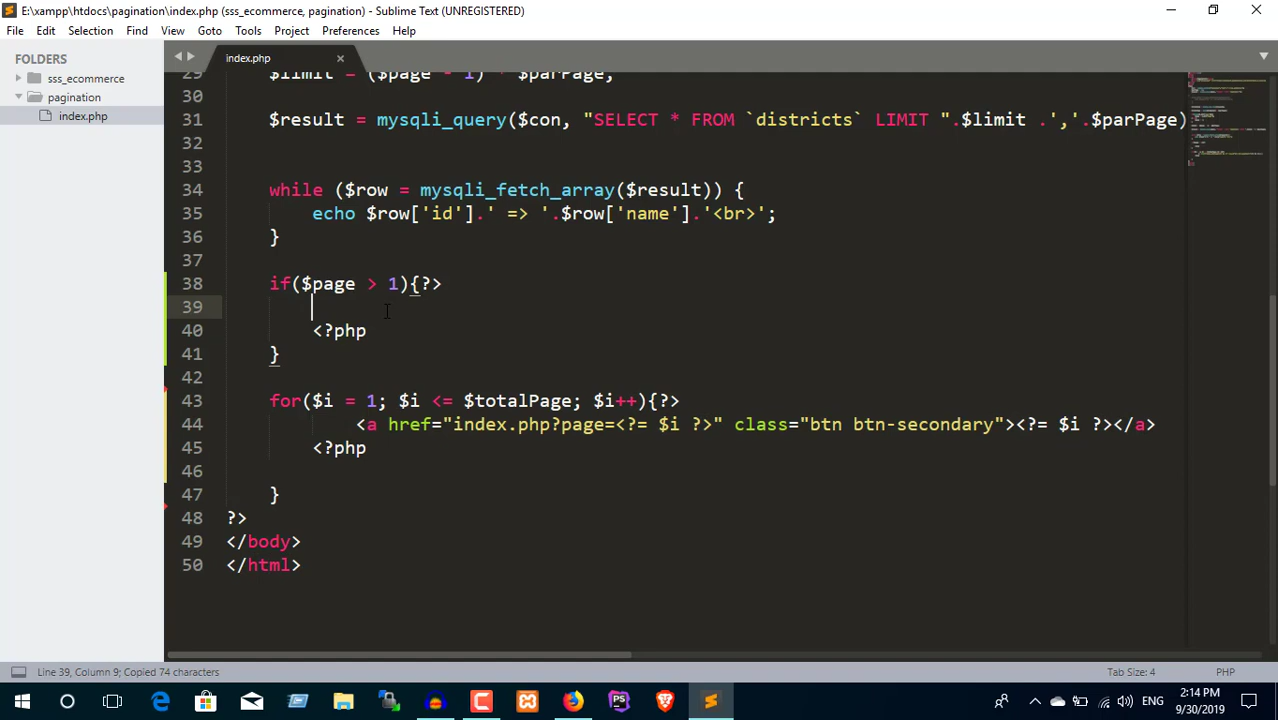 E:\xampp\htdocs\pagination\index.php (sss_ecommerce, pagination) - Sublime Text (UNREGISTERED)
File Edit Selection Find View Goto Tools Project Preferences Help
FOLDERS
sss_ecommerce
pagination
index.php
index.php
29 $limit = ($page - 1) * $parPage;
30
31 $result = mysqli_query($con, "SELECT * FROM `districts` LIMIT ".$limit .','.$parPage)
32
33
34 while ($row = mysqli_fetch_array($result)) {
35 echo $row['id'].' => '.$row['name'].'<br>';
36 }
37
38 if($page > 1){?>
39
40 <?php
41 }
42
43 for($i = 1; $i <= $totalPage; $i++){?>
44 <a href="index.php?page=<?= $i ?>" class="btn btn-secondary"><?= $i ?></a>
45 <?php
46
47 }
48 ?>
49 </body>
50 </html>
Line 39, Column 9; Copied 74 characters
Tab Size: 4
PHP
ENG
2:14 PM
9/30/2019